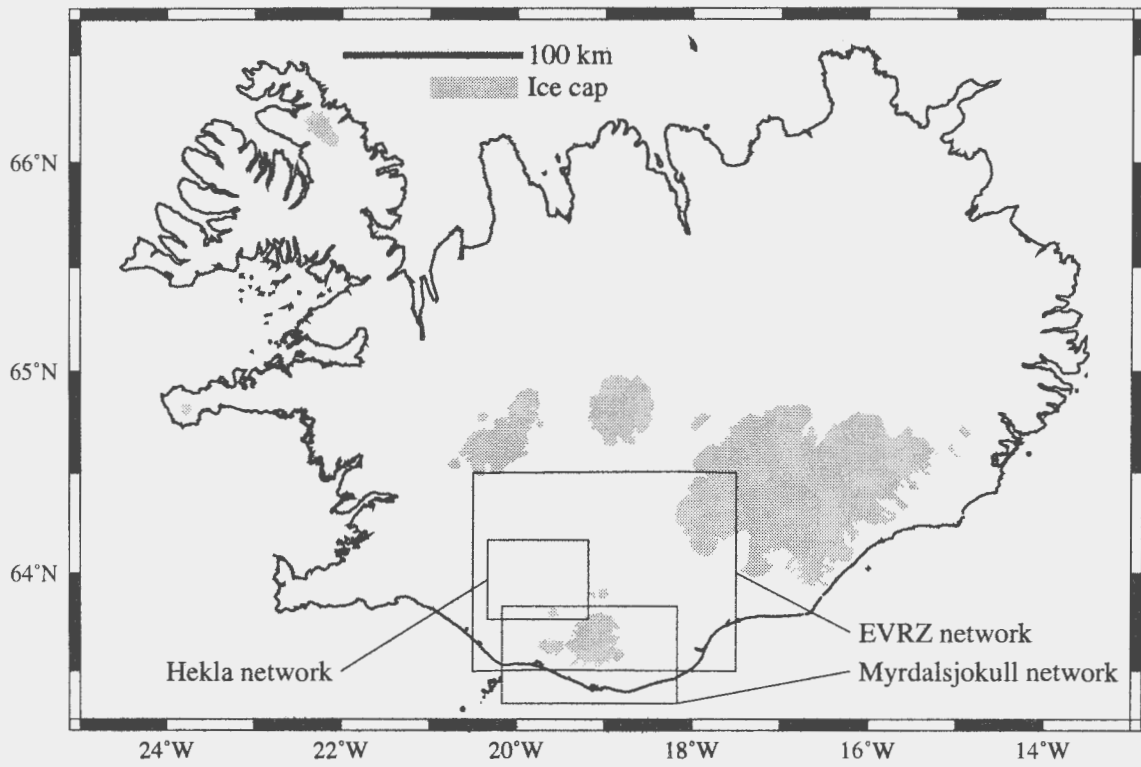 100 km
Ice cap
66°N
65°N
64°N
EVRZ network
Hekla network
Myrdalsjokull network
24°W
22°W
20°W
18°W
16°W
14°W